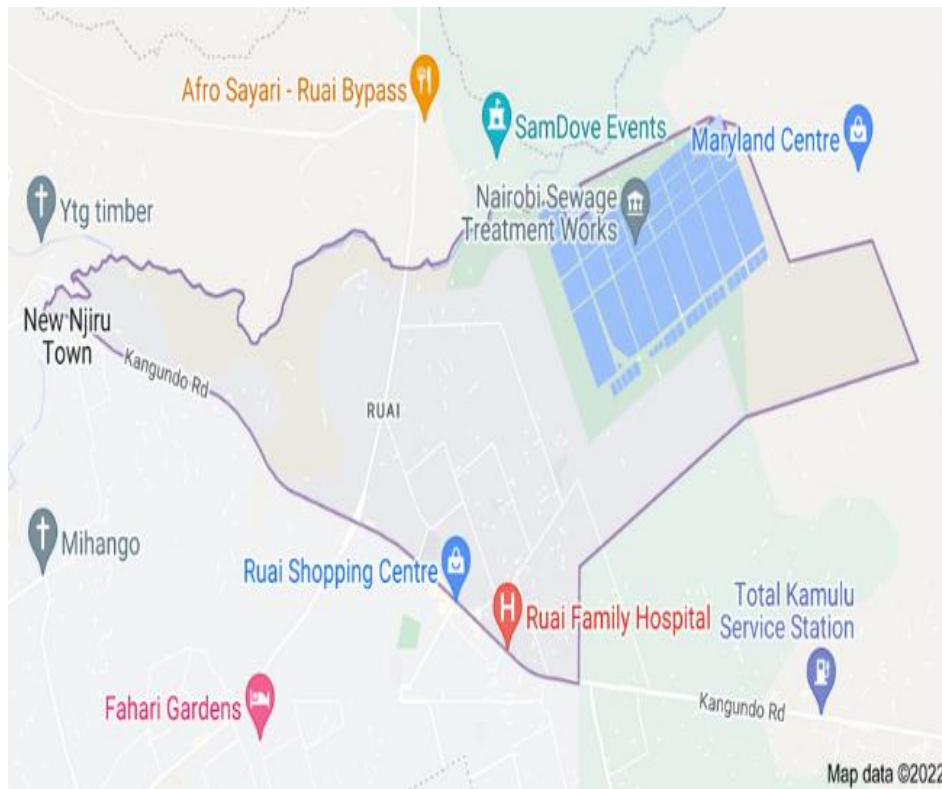 Afro Sayari - Ruai Bypass
SamDove Events
Maryland Centre
Nairobi Sewage
Treatment Works
Ytg timber
New Njiru
Town
Kangundo Rd
RUAI
Mihango
Ruai Shopping Centre
H
Ruai Family Hospital
Total Kamulu
Service Station
Fahari Gardens
Kangundo Rd
Map data ©2022